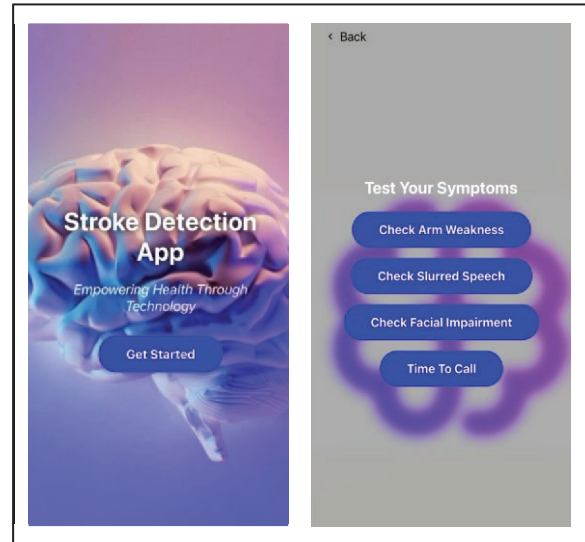 Stroke Detection
App
Empowering Health Through
Technology
Get Started
‹ Back
Test Your Symptoms
Check Arm Weakness
Check Slurred Speech
Check Facial Impairment
Time To Call